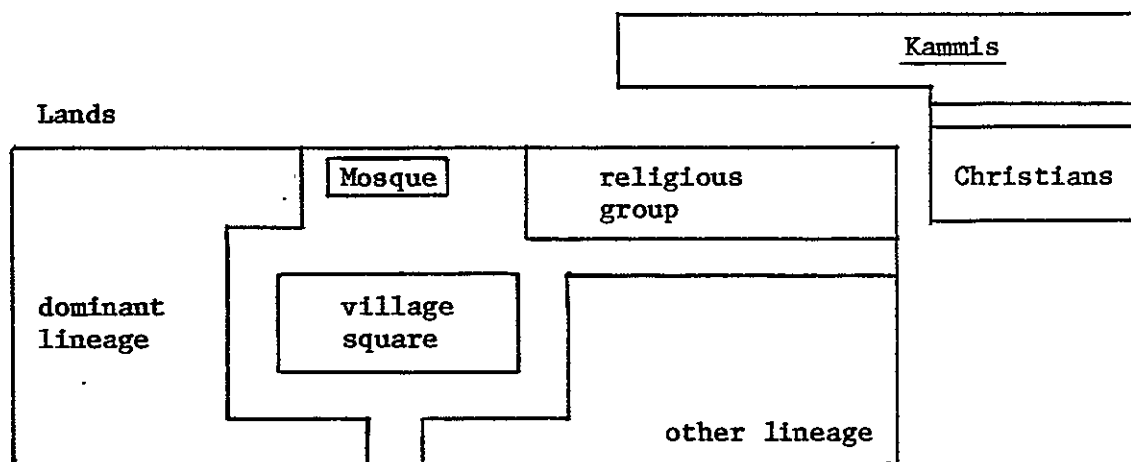 Kammis
Lands
Mosque
religious
group
Christians
dominant
lineage
village
square
other lineage